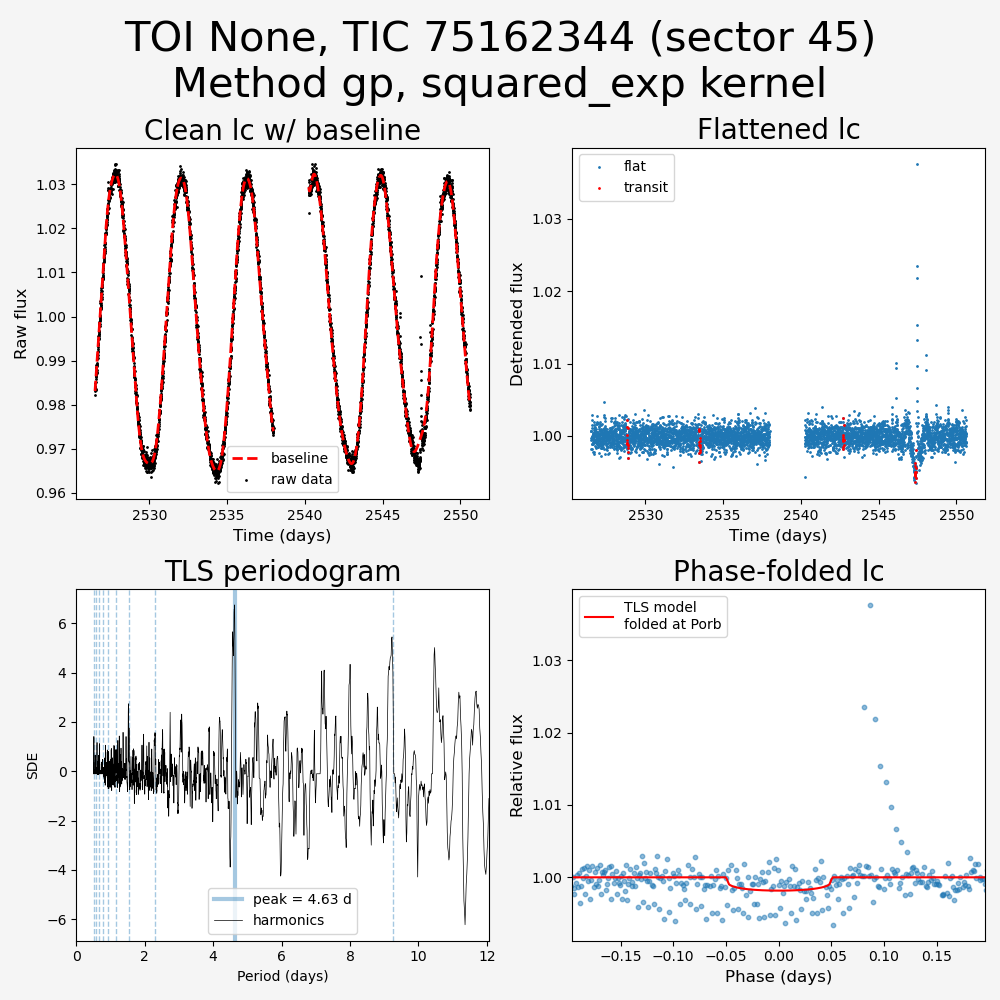 TOI None, TIC 75162344 (sector 45)
Method gp, squared_exp kernel
Clean lc w/ baseline
Raw flux
1.03
1.02
1.01
1.00
0.99
0.98
0.97
0.96
baseline
raw data
2530
2535
2540
2545
2550
Time (days)
Flattened lc
Detrended flux
flat
transit
1.03
1.02
1.01
1.00
2530
2535
2540
2545
2550
Time (days)
TLS periodogram
SDE
6
4
2
0
−2
−4
−6
peak = 4.63 d
harmonics
0
2
4
6
8
10
12
Period (days)
Phase-folded lc
Relative flux
TLS model
folded at Porb
1.03
1.02
1.01
1.00
−0.15
−0.10
−0.05
0.00
0.05
0.10
0.15
Phase (days)